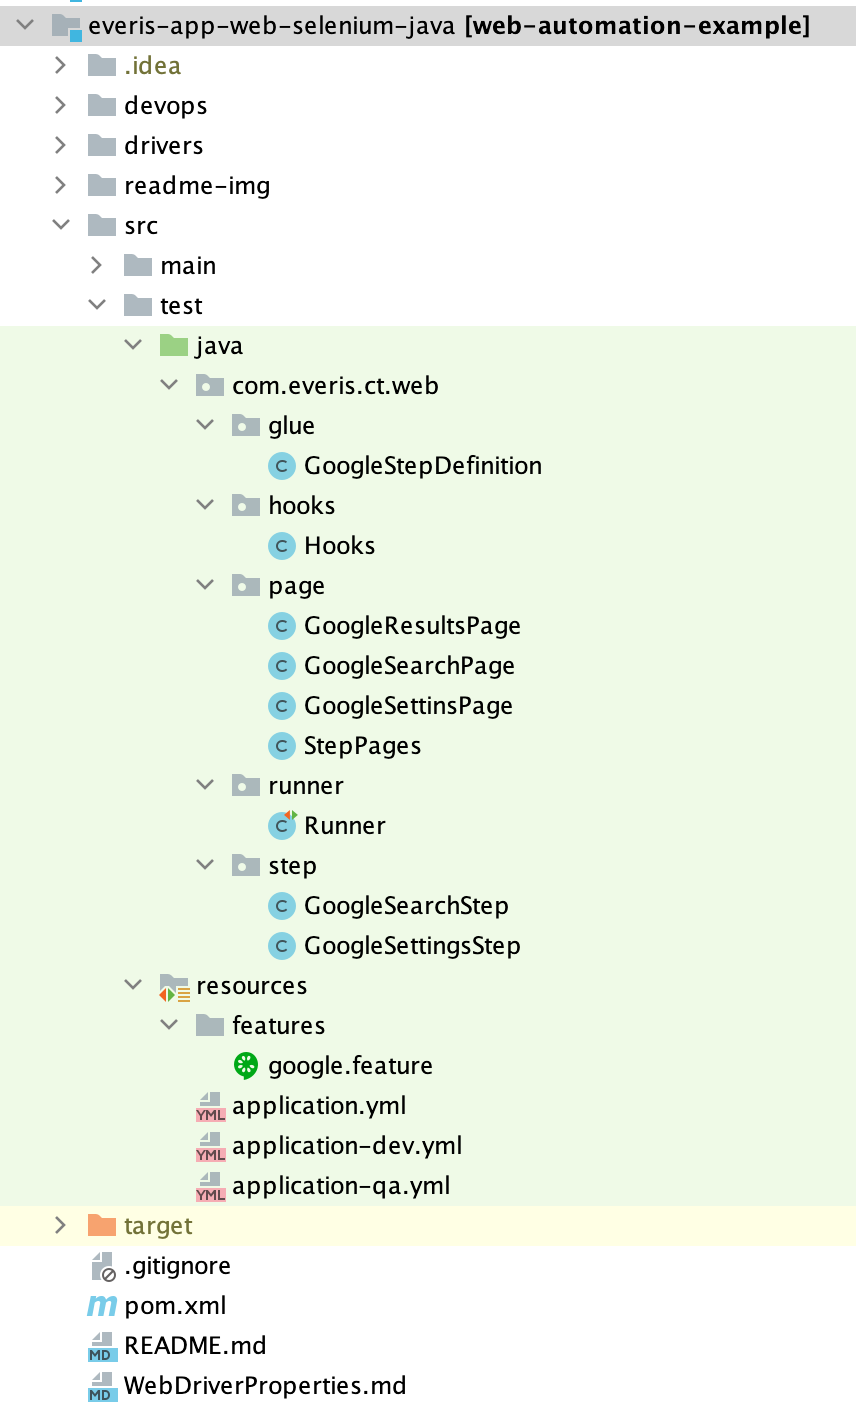 everis-app-web-selenium-java [web-automation-example]
.idea
devops
drivers
readme-img
src
main
test
java
com.everis.ct.web
glue
C GoogleStepDefinition
hooks
C Hooks
page
C GoogleResultsPage
C GoogleSearchPage
C GoogleSettinsPage
C StepPages
runner
C Runner
step
C GoogleSearchStep
C GoogleSettingsStep
resources
features
google.feature
YML application.yml
YML application-dev.yml
YML application-qa.yml
target
.gitignore
m pom.xml
MD README.md
MD WebDriverProperties.md